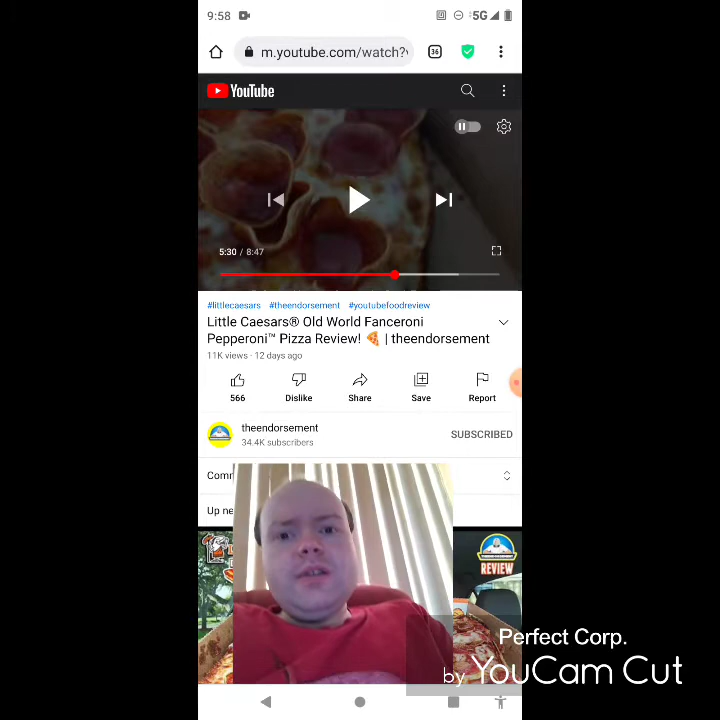 9:58 5G
m.youtube.com/watch?v 36
YouTube
5:30 / 8:47
#littlecaesars #theendorsement #youtubefoodreview
Little Caesars® Old World Fanceroni
Pepperoni™ Pizza Review! 🍕 | theendorsement
11K views · 12 days ago
566 Dislike Share Save Report
theendorsement
34.4K subscribers
SUBSCRIBED
Comm
Up ne
REVIEW
Perfect Corp.
by YouCam Cut